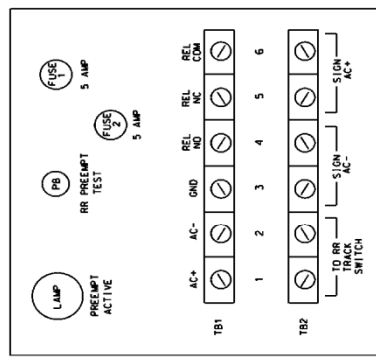 FUSE
1
5 AMP
FUSE
2
5 AMP
PB
RR PREEMPT
TEST
LAMP
PREEMPT
ACTIVE
REL
COM
REL
NC
REL
NO
GND
AC-
AC+
TB1
6
5
4
3
2
1
TB2
SIGN
AC+
SIGN
AC-
TO RR
TRACK
SWITCH